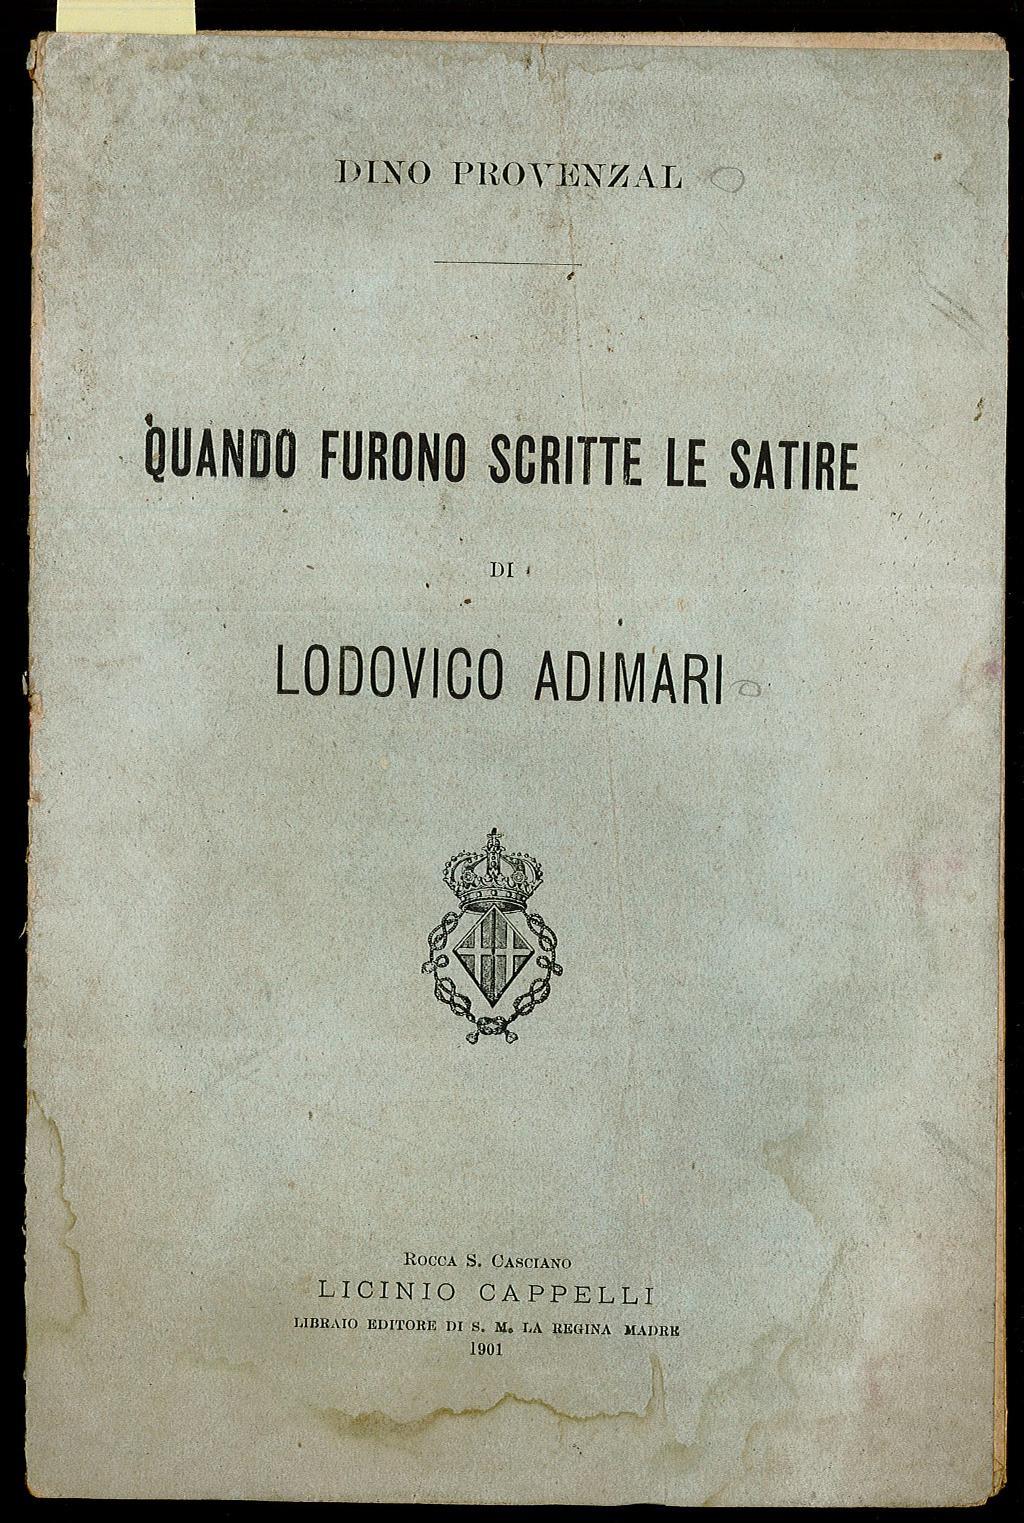 DINO PROVENZAL
QUANDO FURONO SCRITTE LE SATIRE
DI
LODOVICO ADIMARI
ROCCA S. CASCIANO
LICINIO CAPPELLI
LIBRAIO EDITORE DI S. M. LA REGINA MADRE
1901